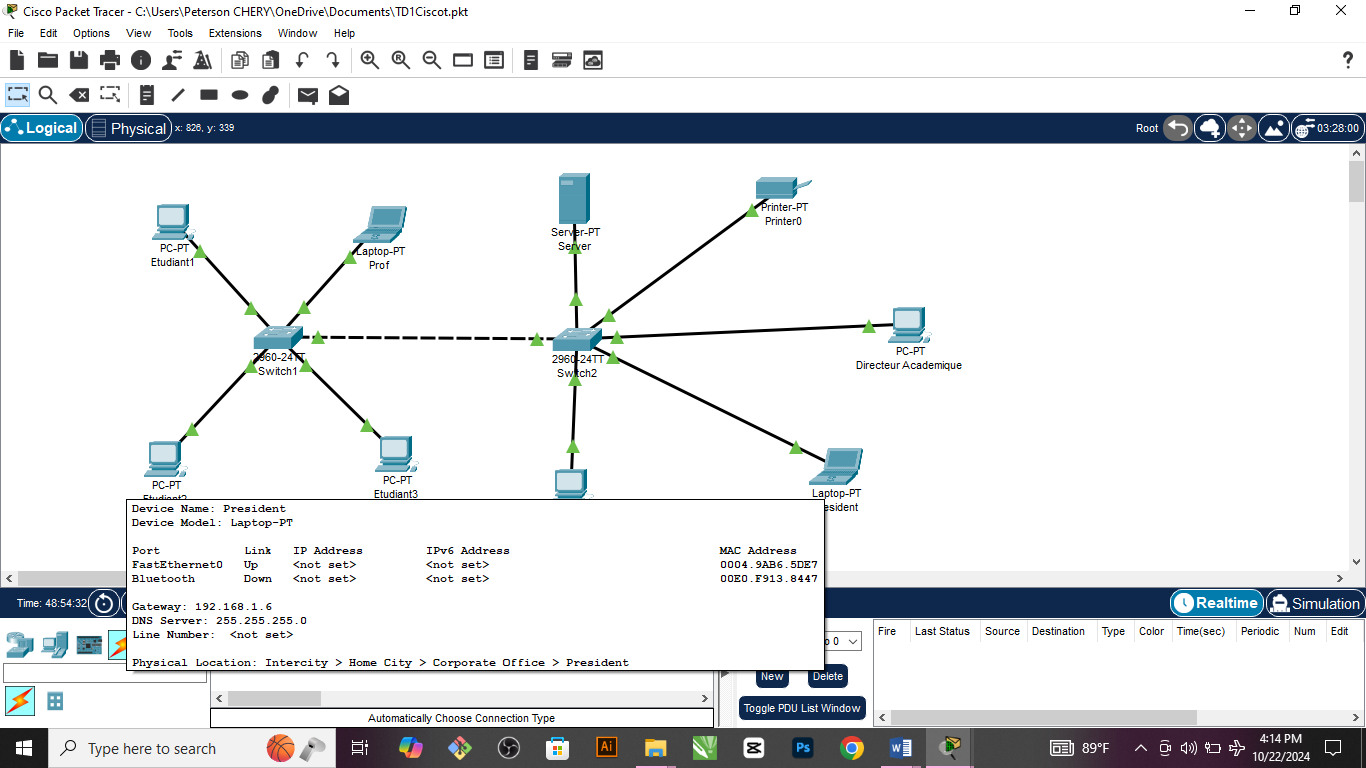 Cisco Packet Tracer - C:\Users\Peterson CHERY\OneDrive\Documents\TD1Ciscot.pkt
File Edit Options View Tools Extensions Window Help
?
Logical Physical x: 826, y: 339 Root 03:28:00
PC-PT
Etudiant1
Laptop-PT
Prof
Server-PT
Server
Printer-PT
Printer0
2960-24TT
Switch1
2960-24TT
Switch2
PC-PT
Directeur Academique
PC-PT
Etudiant2
PC-PT
Etudiant3
Laptop-PT
esident
Device Name: President
Device Model: Laptop-PT
Port Link IP Address IPv6 Address MAC Address
FastEthernet0 Up <not set> <not set> 0004.9AB6.5DE7
Bluetooth Down <not set> <not set> 00E0.F913.8447
Gateway: 192.168.1.6
DNS Server: 255.255.255.0
Line Number: <not set>
Physical Location: Intercity > Home City > Corporate Office > President
Time: 48:54:32
Realtime Simulation
o 0
New Delete
Toggle PDU List Window
Fire Last Status Source Destination Type Color Time(sec) Periodic Num Edit
Automatically Choose Connection Type
Type here to search
Ai
Ps
W
89°F
4:14 PM
10/22/2024